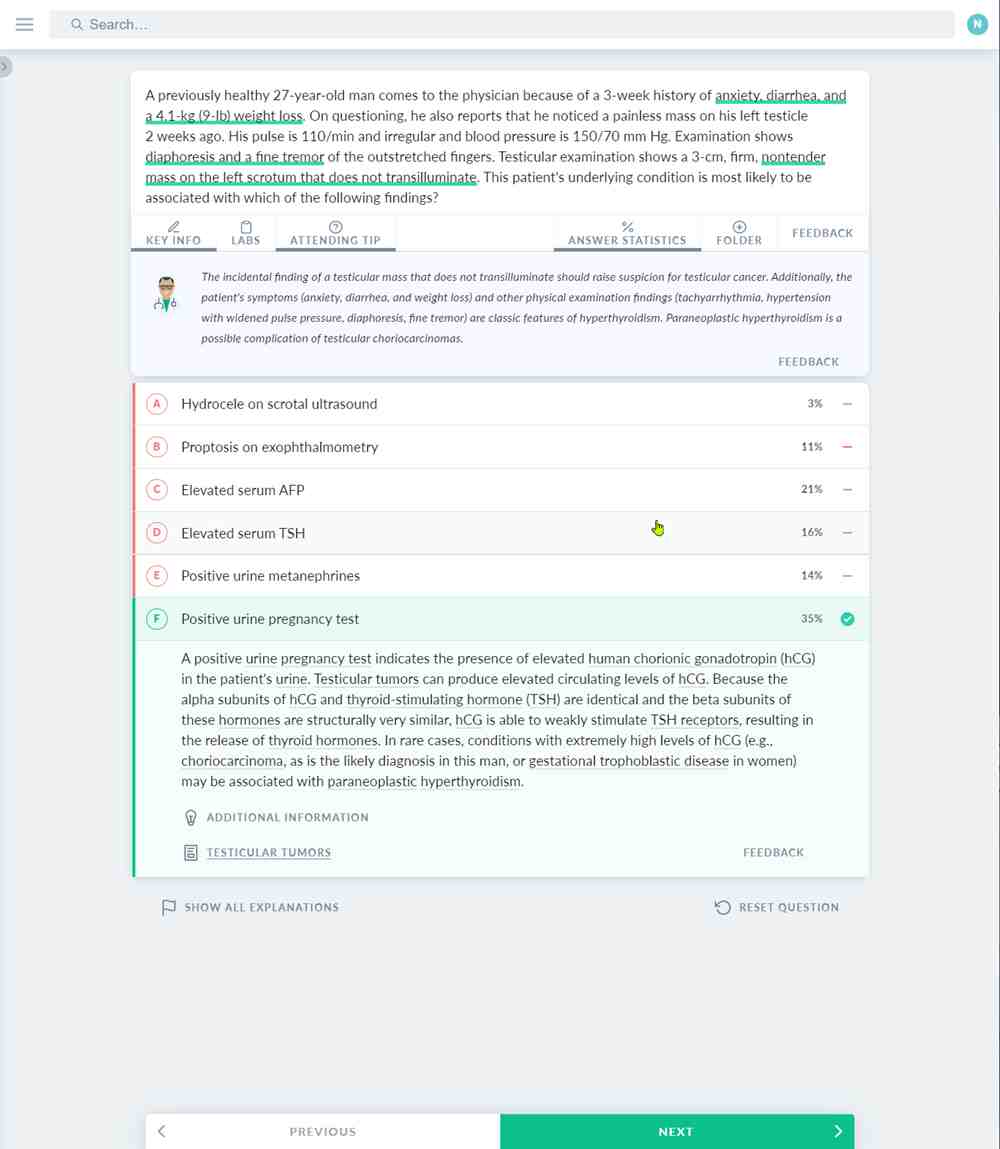 Search…
N
A previously healthy 27-year-old man comes to the physician because of a 3-week history of anxiety, diarrhea, and
a 4.1-kg (9-lb) weight loss. On questioning, he also reports that he noticed a painless mass on his left testicle
2 weeks ago. His pulse is 110/min and irregular and blood pressure is 150/70 mm Hg. Examination shows
diaphoresis and a fine tremor of the outstretched fingers. Testicular examination shows a 3-cm, firm, nontender
mass on the left scrotum that does not transilluminate. This patient's underlying condition is most likely to be
associated with which of the following findings?
KEY INFO LABS ATTENDING TIP ANSWER STATISTICS FOLDER FEEDBACK
The incidental finding of a testicular mass that does not transilluminate should raise suspicion for testicular cancer. Additionally, the
patient's symptoms (anxiety, diarrhea, and weight loss) and other physical examination findings (tachyarrhythmia, hypertension
with widened pulse pressure, diaphoresis, fine tremor) are classic features of hyperthyroidism. Paraneoplastic hyperthyroidism is a
possible complication of testicular choriocarcinomas.
FEEDBACK
A Hydrocele on scrotal ultrasound 3%
B Proptosis on exophthalmometry 11%
C Elevated serum AFP 21%
D Elevated serum TSH 16%
E Positive urine metanephrines 14%
F Positive urine pregnancy test 35%
A positive urine pregnancy test indicates the presence of elevated human chorionic gonadotropin (hCG)
in the patient's urine. Testicular tumors can produce elevated circulating levels of hCG. Because the
alpha subunits of hCG and thyroid-stimulating hormone (TSH) are identical and the beta subunits of
these hormones are structurally very similar, hCG is able to weakly stimulate TSH receptors, resulting in
the release of thyroid hormones. In rare cases, conditions with extremely high levels of hCG (e.g.,
choriocarcinoma, as is the likely diagnosis in this man, or gestational trophoblastic disease in women)
may be associated with paraneoplastic hyperthyroidism.
ADDITIONAL INFORMATION
TESTICULAR TUMORS FEEDBACK
SHOW ALL EXPLANATIONS RESET QUESTION
PREVIOUS NEXT